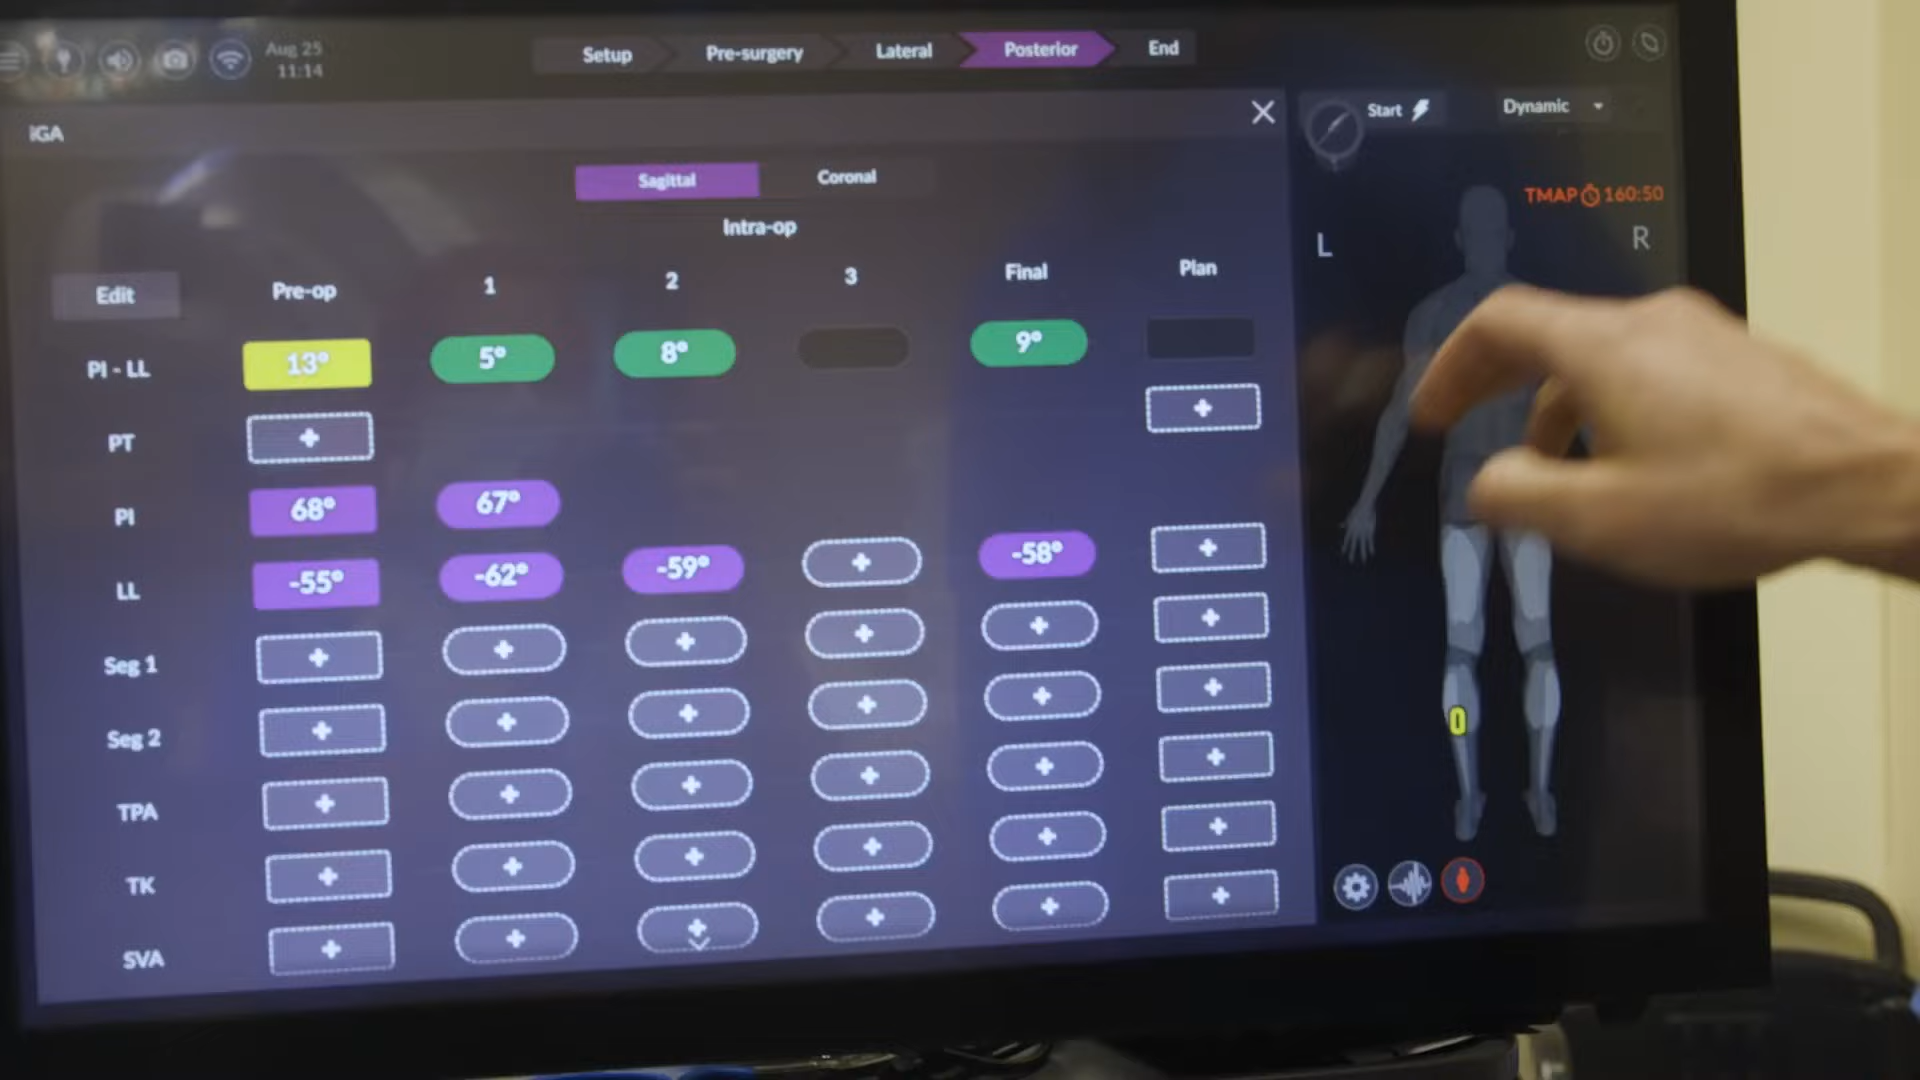 Aug 25
11:14
Setup Pre-surgery Lateral Posterior End
iGA
Start Dynamic
Sagittal Coronal
TMAP 160:50
Intra-op
L R
Edit Pre-op 1 2 3 Final Plan
PI - LL 13° 5° 8° 9°
PT
PI 68° 67°
LL -55° -62° -59° -58°
Seg 1
Seg 2
TPA
TK
SVA